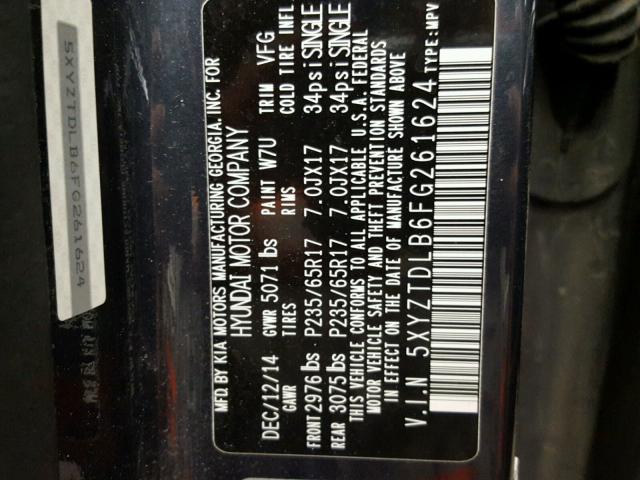 MFD BY KIA MOTORS MANUFACTURING GEORGIA, INC. FOR
HYUNDAI MOTOR COMPANY
DEC/12/14 GVWR 5071 lbs PAINT W7U TRIM VFG
GAWR TIRES RIMS COLD TIRE INFL.
FRONT 2976 lbs P235/65R17 7.0JX17 34psi SINGLE
REAR 3075 lbs P235/65R17 7.0JX17 34psi SINGLE
THIS VEHICLE CONFORMS TO ALL APPLICABLE U.S.A. FEDERAL
MOTOR VEHICLE SAFETY AND THEFT PREVENTION STANDARDS
IN EFFECT ON THE DATE OF MANUFACTURE SHOWN ABOVE
V.I.N 5XYZTDLB6FG261624 TYPE:MPV
5XYZTDLB6FG261624